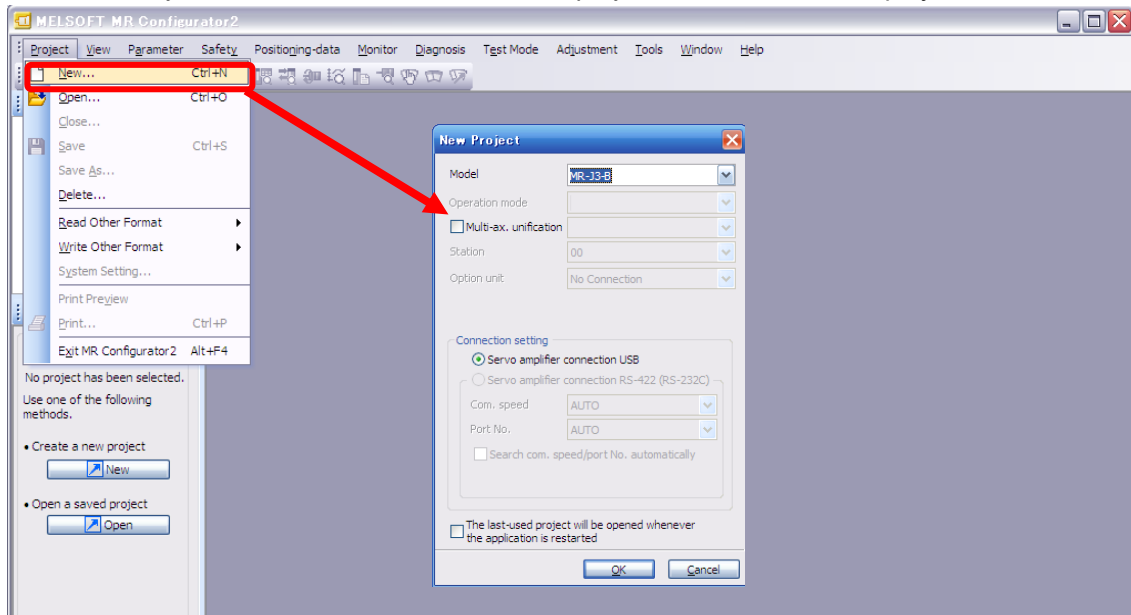 MELSOFT MR Configurator2
Project View Parameter Safety Positioning-data Monitor Diagnosis Test Mode Adjustment Tools Window Help
New... Ctrl+N
Open... Ctrl+O
Close...
Save Ctrl+S
Save As...
Delete...
Read Other Format
Write Other Format
System Setting...
Print Preview
Print... Ctrl+P
Exit MR Configurator2 Alt+F4
No project has been selected.
Use one of the following
methods.
• Create a new project
New
• Open a saved project
Open
New Project
Model MR-J3-B
Operation mode
Multi-ax. unification
Station 00
Option unit No Connection
Connection setting
Servo amplifier connection USB
Servo amplifier connection RS-422 (RS-232C)
Com. speed AUTO
Port No. AUTO
Search com. speed/port No. automatically
The last-used project will be opened whenever
the application is restarted
OK Cancel